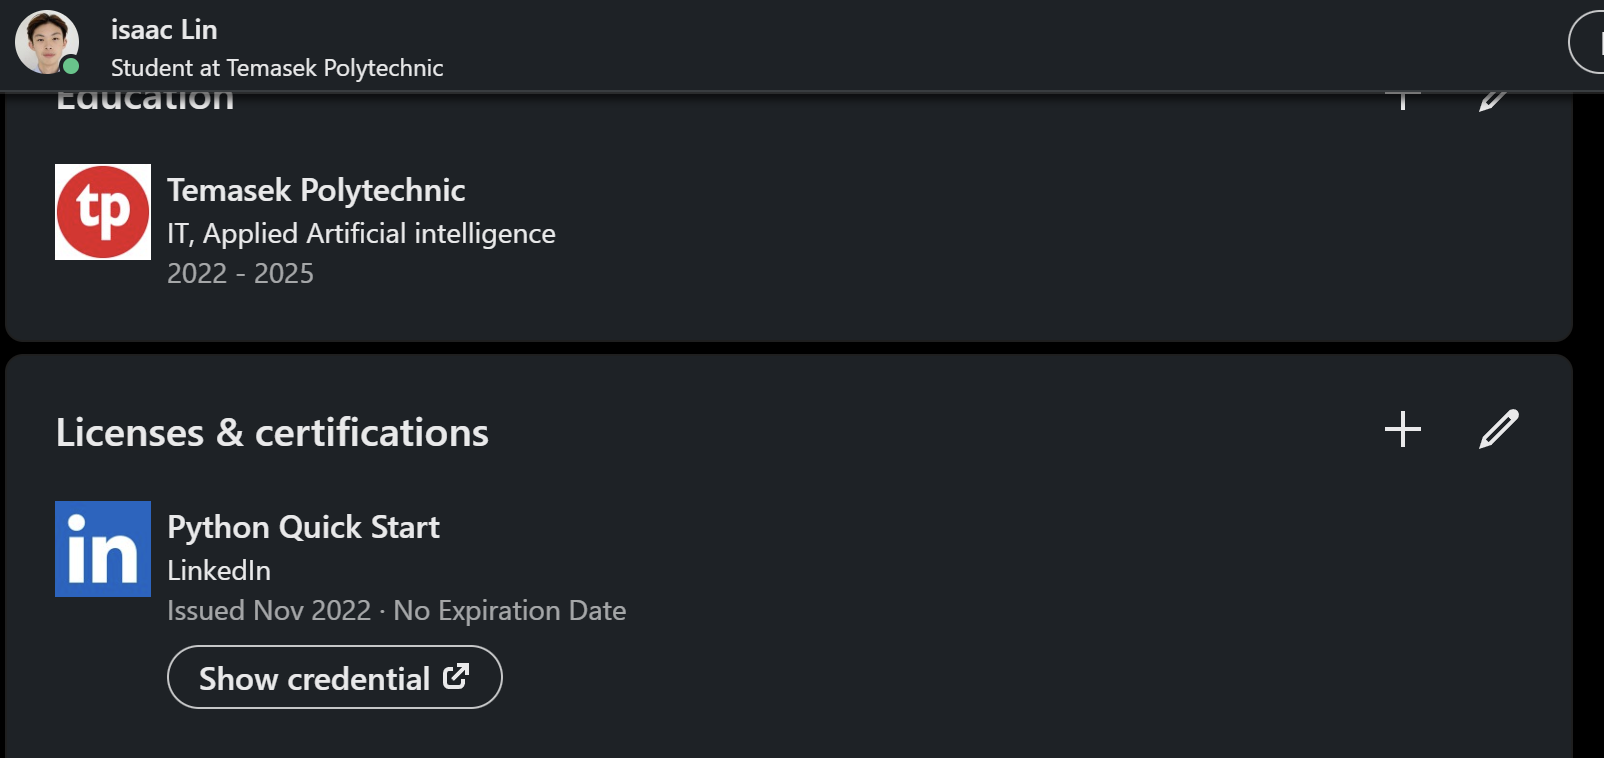 isaac Lin
Student at Temasek Polytechnic
Education
tp
Temasek Polytechnic
IT, Applied Artificial intelligence
2022 - 2025
Licenses & certifications
in
Python Quick Start
LinkedIn
Issued Nov 2022 · No Expiration Date
Show credential